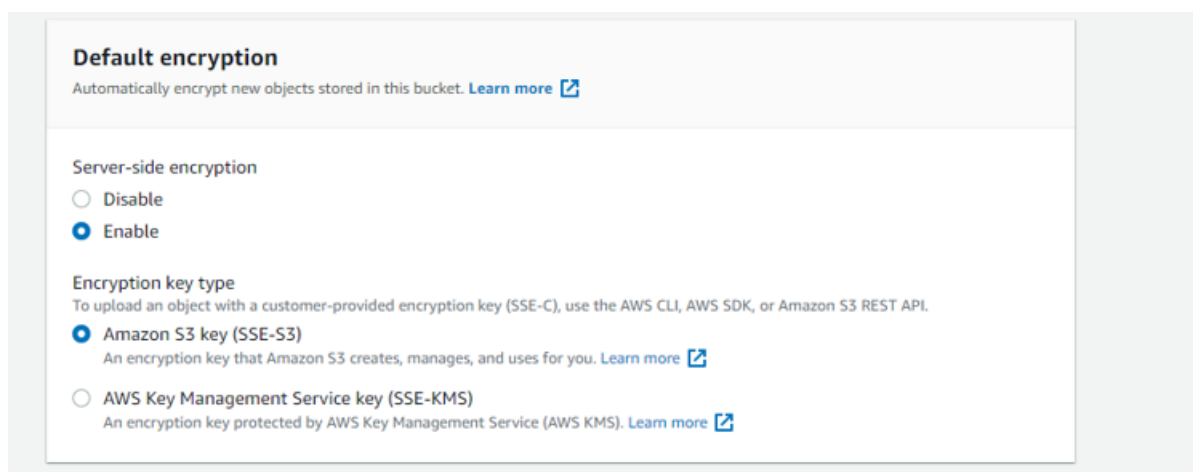 Default encryption
Automatically encrypt new objects stored in this bucket. Learn more
Server-side encryption
Disable
Enable
Encryption key type
To upload an object with a customer-provided encryption key (SSE-C), use the AWS CLI, AWS SDK, or Amazon S3 REST API.
Amazon S3 key (SSE-S3)
An encryption key that Amazon S3 creates, manages, and uses for you. Learn more
AWS Key Management Service key (SSE-KMS)
An encryption key protected by AWS Key Management Service (AWS KMS). Learn more